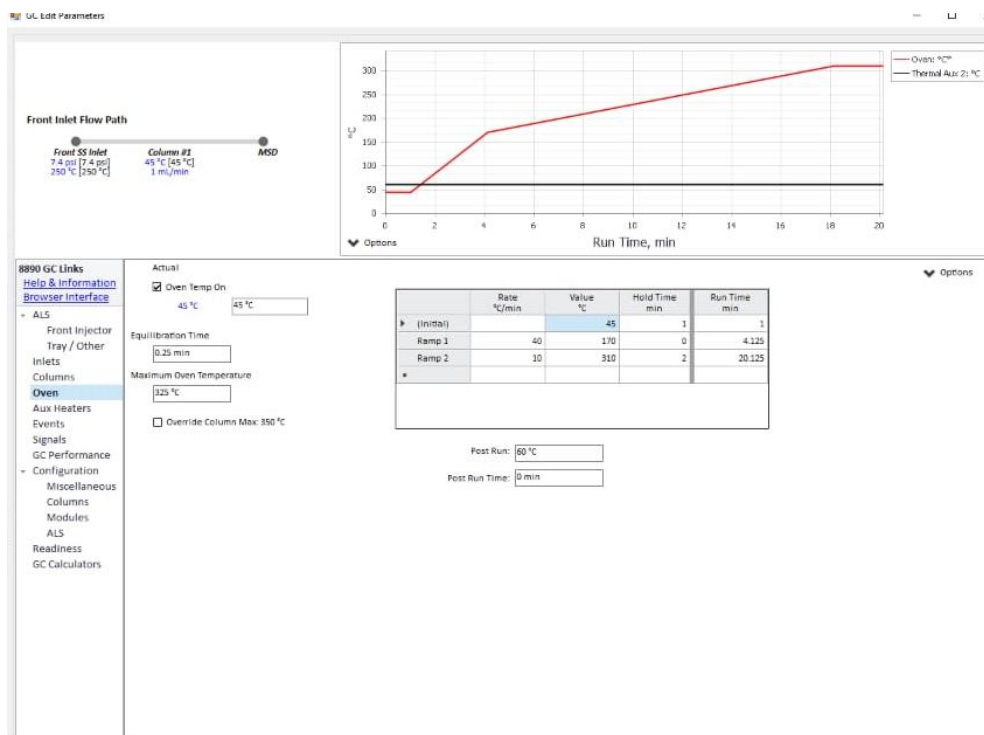 GC Edit Parameters
Front Inlet Flow Path
Front SS Inlet Column #1 MSD
7.4 psi [7.4 psi] 45 °C [45 °C]
250 °C [250 °C] 1 mL/min
°C
300
250
200
150
100
50
0
0 2 4 6 8 10 12 14 16 18 20
Run Time, min
Options
Oven: °C*
Thermal Aux 2: °C
8890 GC Links
Help & Information
Browser Interface
ALS
Front Injector
Tray / Other
Inlets
Columns
Oven
Aux Heaters
Events
Signals
GC Performance
Configuration
Miscellaneous
Columns
Modules
ALS
Readiness
GC Calculators
Actual
Oven Temp On
45 °C 45 °C
Equilibration Time
0.25 min
Maximum Oven Temperature
325 °C
Override Column Max: 350 °C
Options
Rate °C/min Value °C Hold Time min Run Time min
(Initial) 45 1 1
Ramp 1 40 170 0 4.125
Ramp 2 10 310 2 20.125
*
Post Run: 60 °C
Post Run Time: 0 min